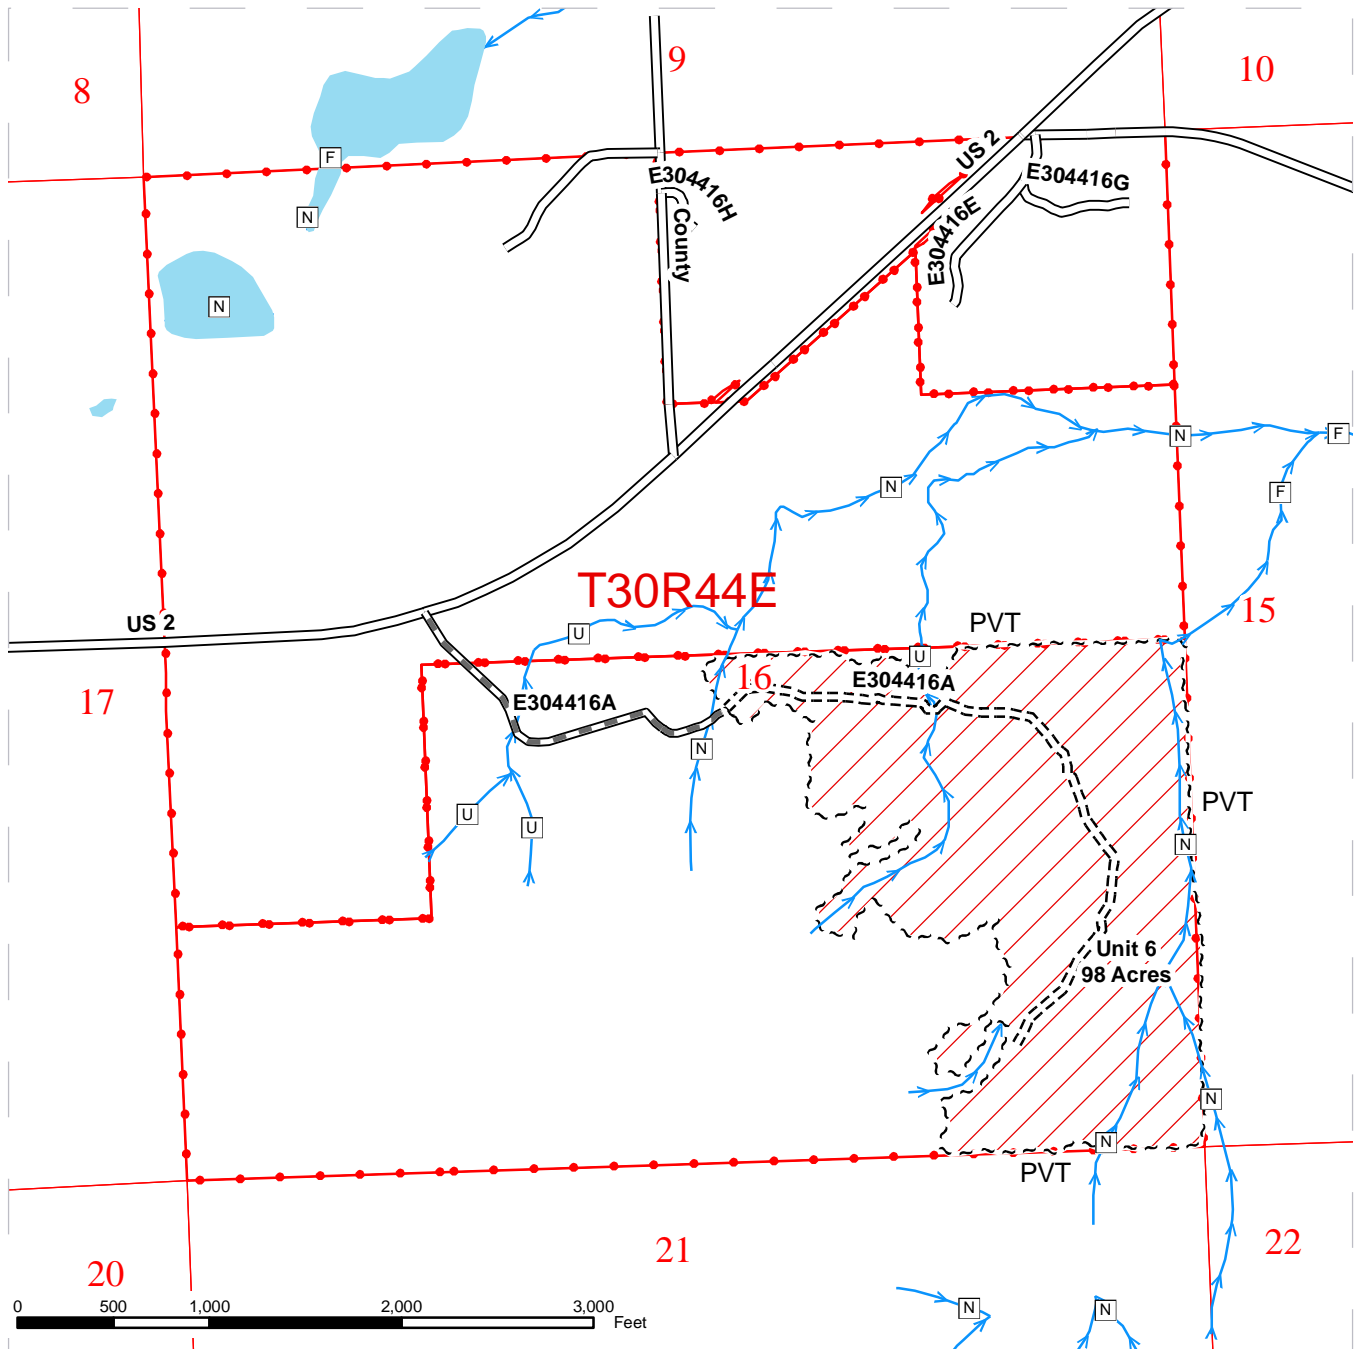 9
10
8
F
US 2
E304416H
E304416G
N
County
E304416E
N
N
F
N
F
T30R44E
15
US 2
PVT
U
U
16
E304416A
17
E304416A
N
PVT
U
U
N
Unit 6
98 Acres
N
N
PVT
21
22
20
0 500 1,000 2,000 3,000
Feet
N
N